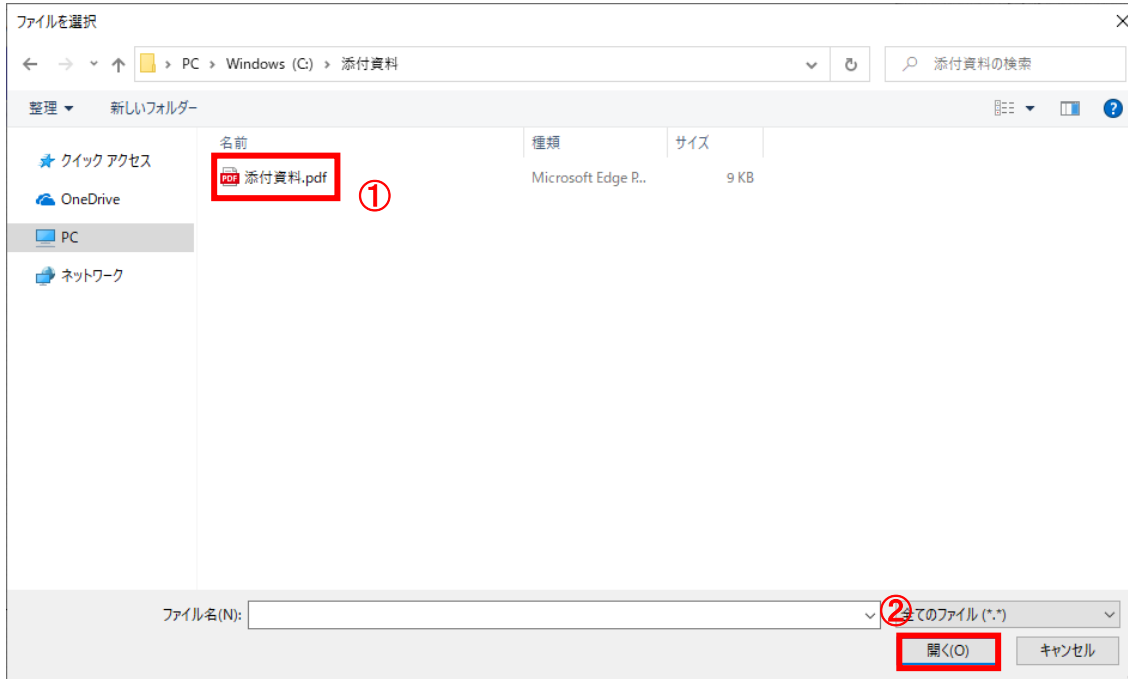 ファイルを選択
PC › Windows (C:) › 添付資料
添付資料の検索
整理
新しいフォルダー
名前 種類 サイズ
クイック アクセス
PDF 添付資料.pdf Microsoft Edge P... 9 KB
①
OneDrive
PC
ネットワーク
ファイル名(N):
②
全てのファイル (*.*)
開く(O)
キャンセル